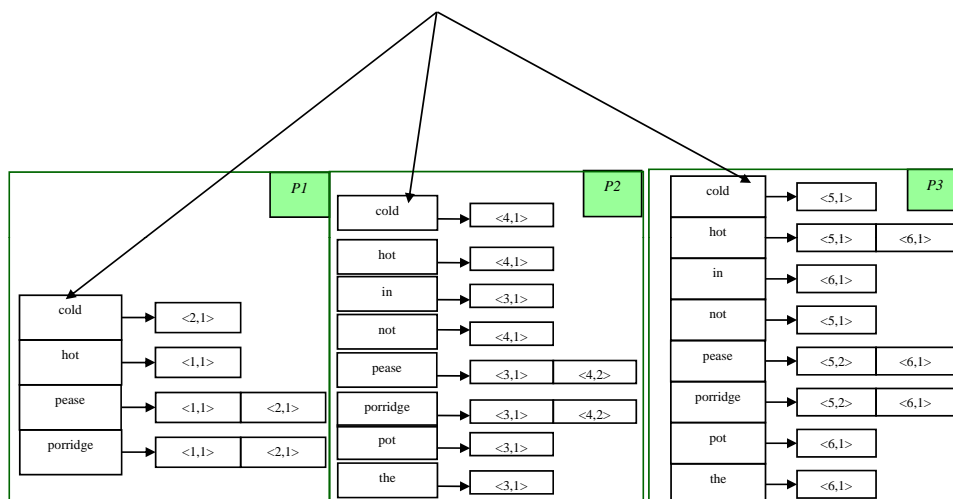 P1
cold <2,1>
hot <1,1>
pease <1,1> <2,1>
porridge <1,1> <2,1>
P2
cold <4,1>
hot <4,1>
in <3,1>
not <4,1>
pease <3,1> <4,2>
porridge <3,1> <4,2>
pot <3,1>
the <3,1>
P3
cold <5,1>
hot <5,1> <6,1>
in <6,1>
not <5,1>
pease <5,2> <6,1>
porridge <5,2> <6,1>
pot <6,1>
the <6,1>